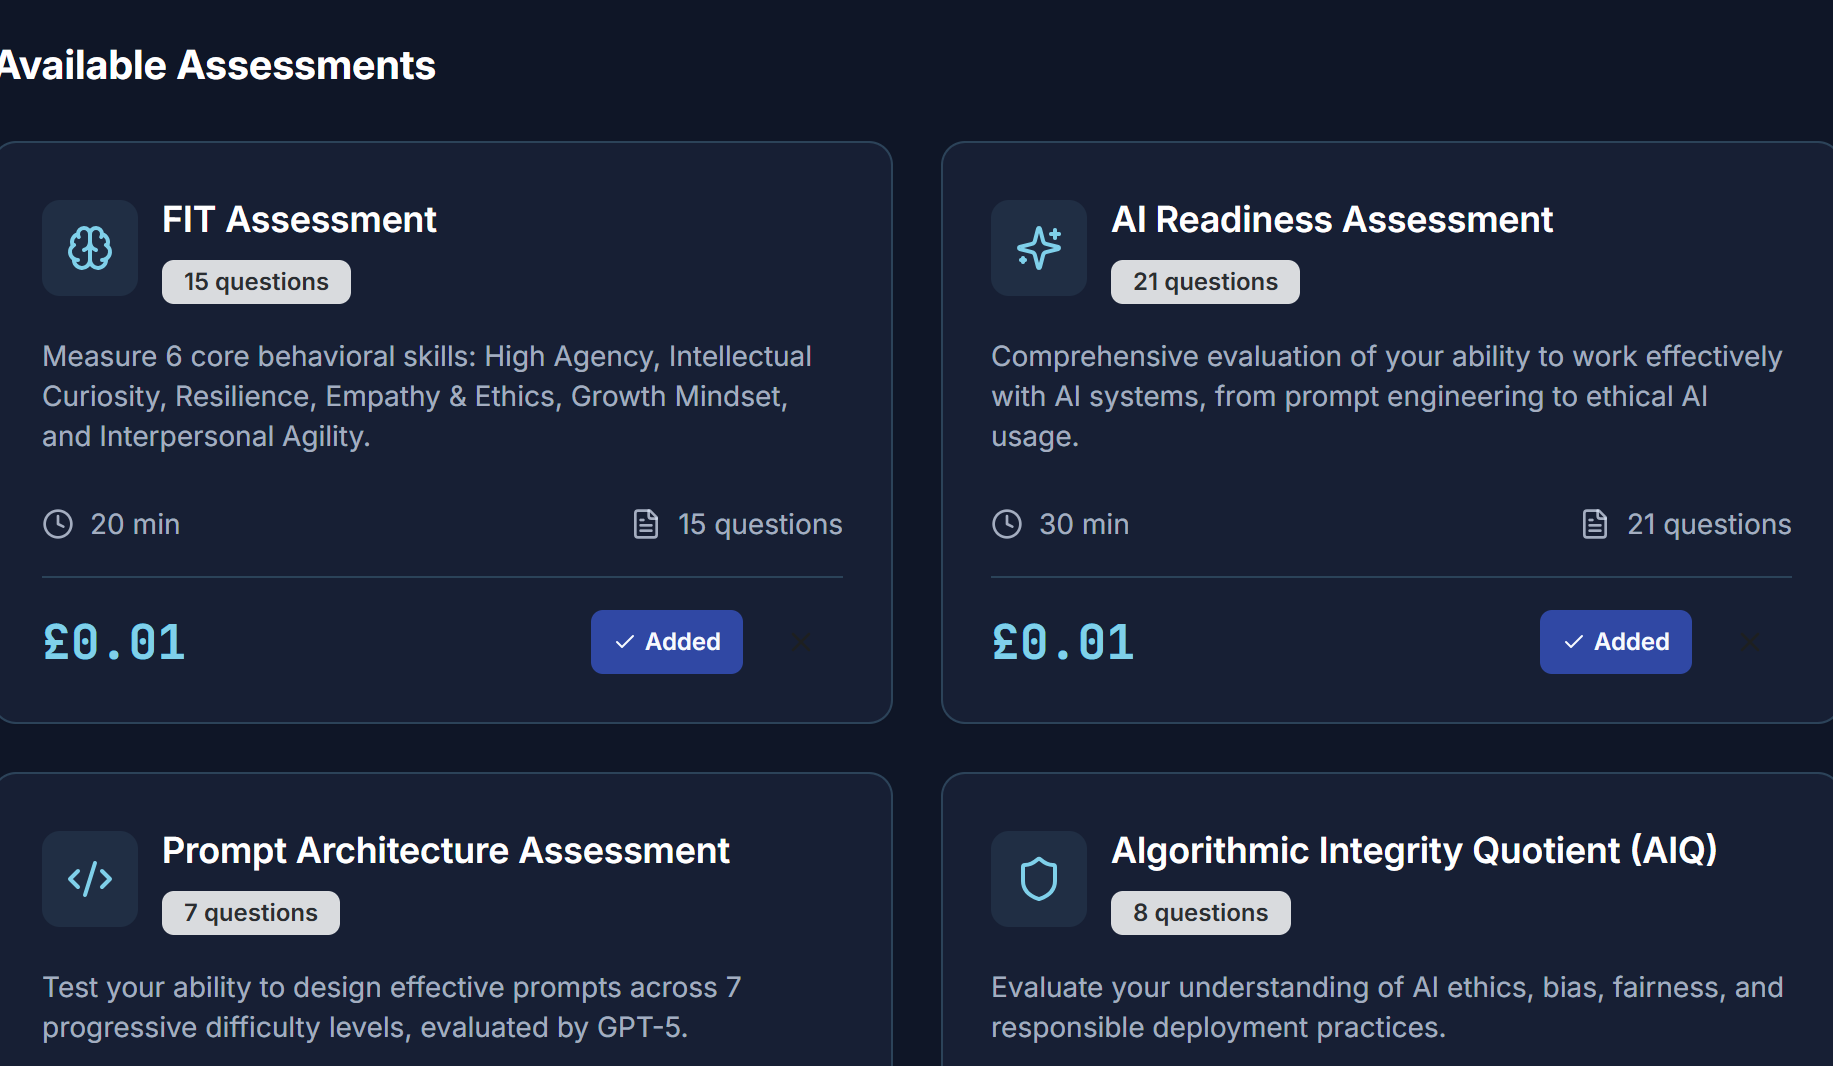 Available Assessments
FIT Assessment
15 questions
Measure 6 core behavioral skills: High Agency, Intellectual
Curiosity, Resilience, Empathy & Ethics, Growth Mindset,
and Interpersonal Agility.
20 min
15 questions
£0.01
Added
AI Readiness Assessment
21 questions
Comprehensive evaluation of your ability to work effectively
with AI systems, from prompt engineering to ethical AI
usage.
30 min
21 questions
£0.01
Added
Prompt Architecture Assessment
7 questions
Test your ability to design effective prompts across 7
progressive difficulty levels, evaluated by GPT-5.
Algorithmic Integrity Quotient (AIQ)
8 questions
Evaluate your understanding of AI ethics, bias, fairness, and
responsible deployment practices.